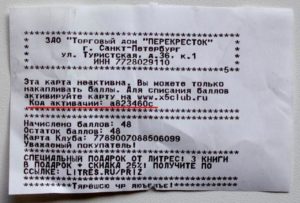 ****************************************
ЗАО "Торговый дом "ПЕРЕКРЕСТОК"
г. Санкт-Петербург
ул. Туристская, д.36, к.1
ИНН 7728029110
****************************************
Эта карта неактивна. Вы можете только
накапливать баллы. Для списания баллов
активируйте карту на www.x5club.ru
Код активации: a823460c
****************************************
Начислено баллов: 48
Остаток баллов: 48
Карта Клуба: 7789007088506099
Уважаемый покупатель!
****************************************
СПЕЦИАЛЬНЫЙ ПОДАРОК ОТ ЛИТРЕС! 3 КНИГИ
В ПОДАРОК + СКИДКА 25%! ПОЛУЧИТЕ ПО
ССЫЛКЕ: LITRES.RU/PRIZ
****************************************